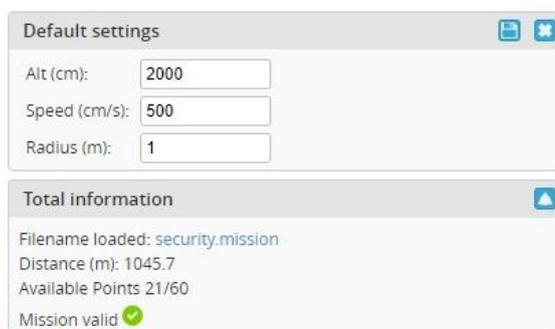 Default settings
Alt (cm): 2000
Speed (cm/s): 500
Radius (m): 1
Total information
Filename loaded: security.mission
Distance (m): 1045.7
Available Points 21/60
Mission valid